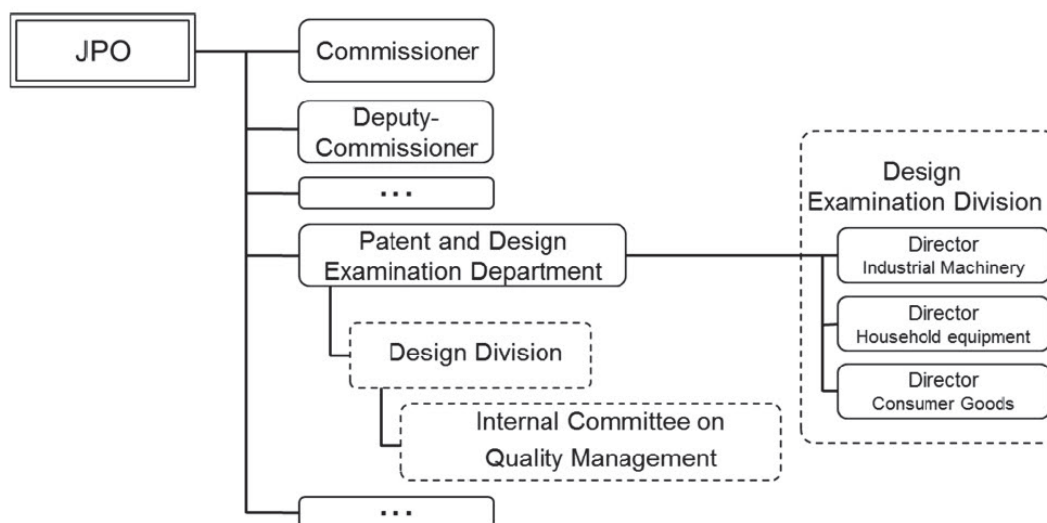 JPO
Commissioner
Deputy-
Commissioner
...
Patent and Design
Examination Department
Design Division
Internal Committee on
Quality Management
...
Design
Examination Division
Director
Industrial Machinery
Director
Household equipment
Director
Consumer Goods